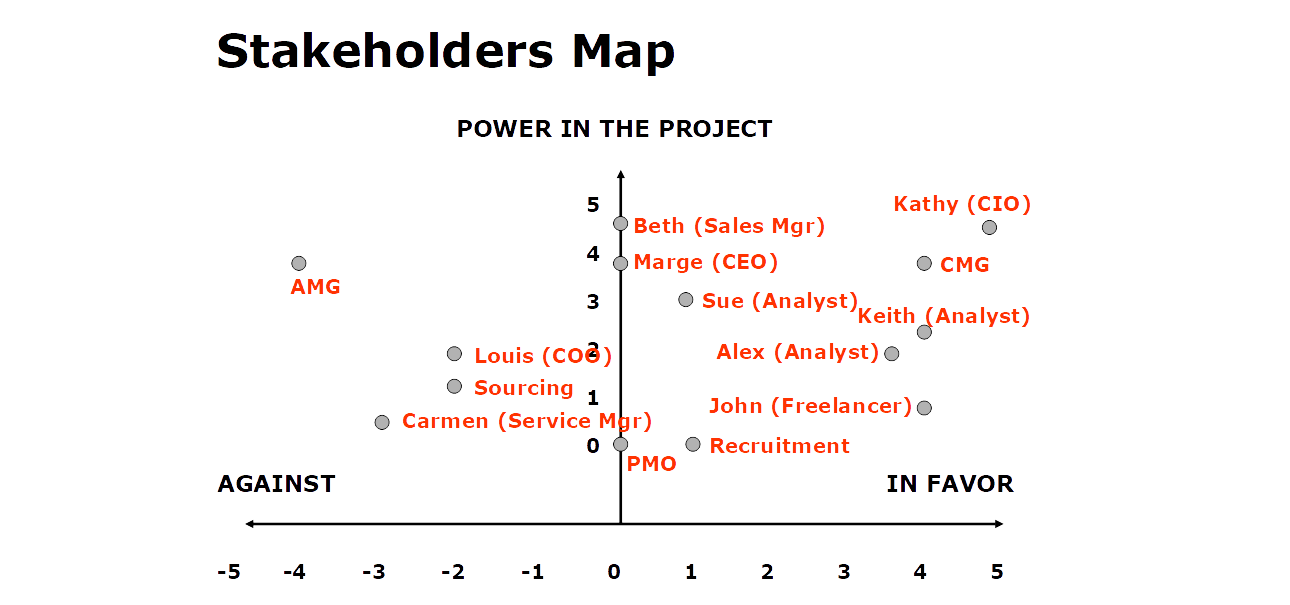 Stakeholders Map
POWER IN THE PROJECT
5
Kathy (CIO)
Beth (Sales Mgr)
4
Marge (CEO)
CMG
AMG
3
Sue (Analyst)
Keith (Analyst)
2
Louis (COO)
Alex (Analyst)
Sourcing
1
John (Freelancer)
Carmen (Service Mgr)
0
Recruitment
PMO
AGAINST
IN FAVOR
-5 -4 -3 -2 -1 0 1 2 3 4 5